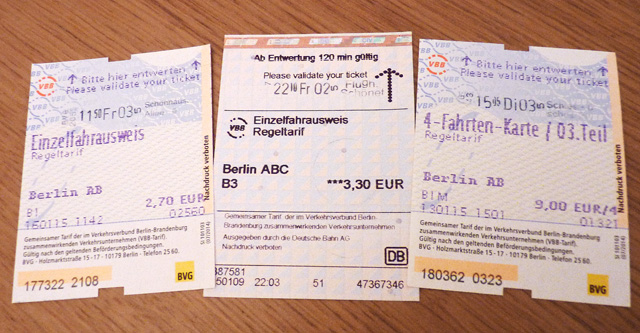 VBB
Bitte hier entwerten
Please validate your ticket
1150Fr03
Schönhaus.
Allee
Einzelfahrausweis
Regeltarif
Berlin AB
2,70 EUR
B1
02560
160115 1142
Nachdruck verboten
Gemeinsamer Tarif der im Verkehrsverbund Berlin-Brandenburg
zusammenwirkenden Verkehrsunternehmen (VBB-Tarif).
Gültig nach den geltenden Beförderungsbedingungen.
BVG - Holzmarktstraße 15 - 17 - 10179 Berlin - Telefon 25 60.
177322 2108
BVG
Ab Entwertung 120 min gültig
Please validate your ticket
Fr 02
VBB
Einzelfahrausweis
Regeltarif
Berlin ABC
B3
***3,30 EUR
Gemeinsamer Tarif der im Verkehrsverbund Berlin-
Brandenburg zusammenwirkenden Verkehrsunternehmen
Ausgegeben durch die Deutsche Bahn AG
Nachdruck verboten
DB
387581
50109 22:03 51 47367346
VBB
Bitte hier entwerten
Please validate your ticket
Di03
4-Fahrten-Karte / 03.Teil
Regeltarif
Berlin AB
9,00 EUR/4
B1M
01321
130115 1501
Nachdruck verboten
Gemeinsamer Tarif der im Verkehrsverbund Berlin-Brandenburg
zusammenwirkenden Verkehrsunternehmen (VBB-Tarif).
Gültig nach den geltenden Beförderungsbedingungen.
BVG - Holzmarktstraße 15 - 17 - 10179 Berlin - Telefon 25 60.
180362 0323
BVG